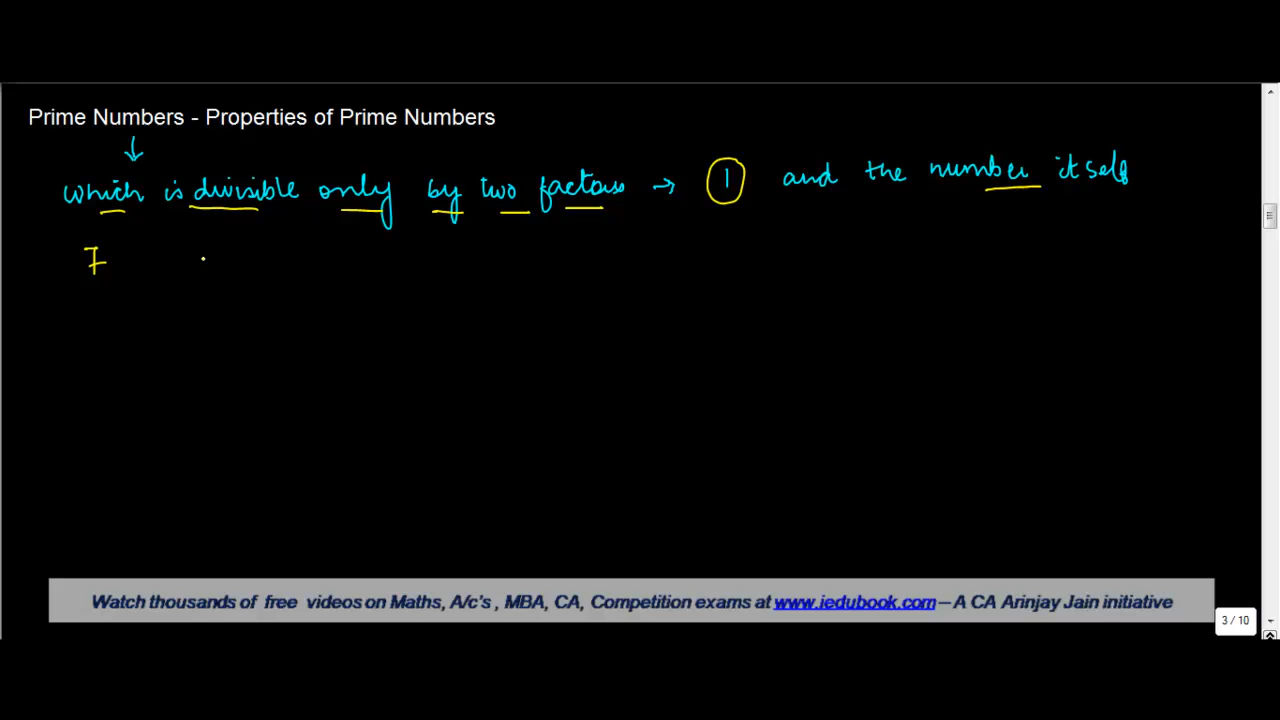 Prime Numbers - Properties of Prime Numbers
which is divisible only by two factors → 1 and the number itself
7
Watch thousands of free videos on Maths, A/c's , MBA, CA, Competition exams at www.iedubook.com – A CA Arinjay Jain initiative
3 / 10